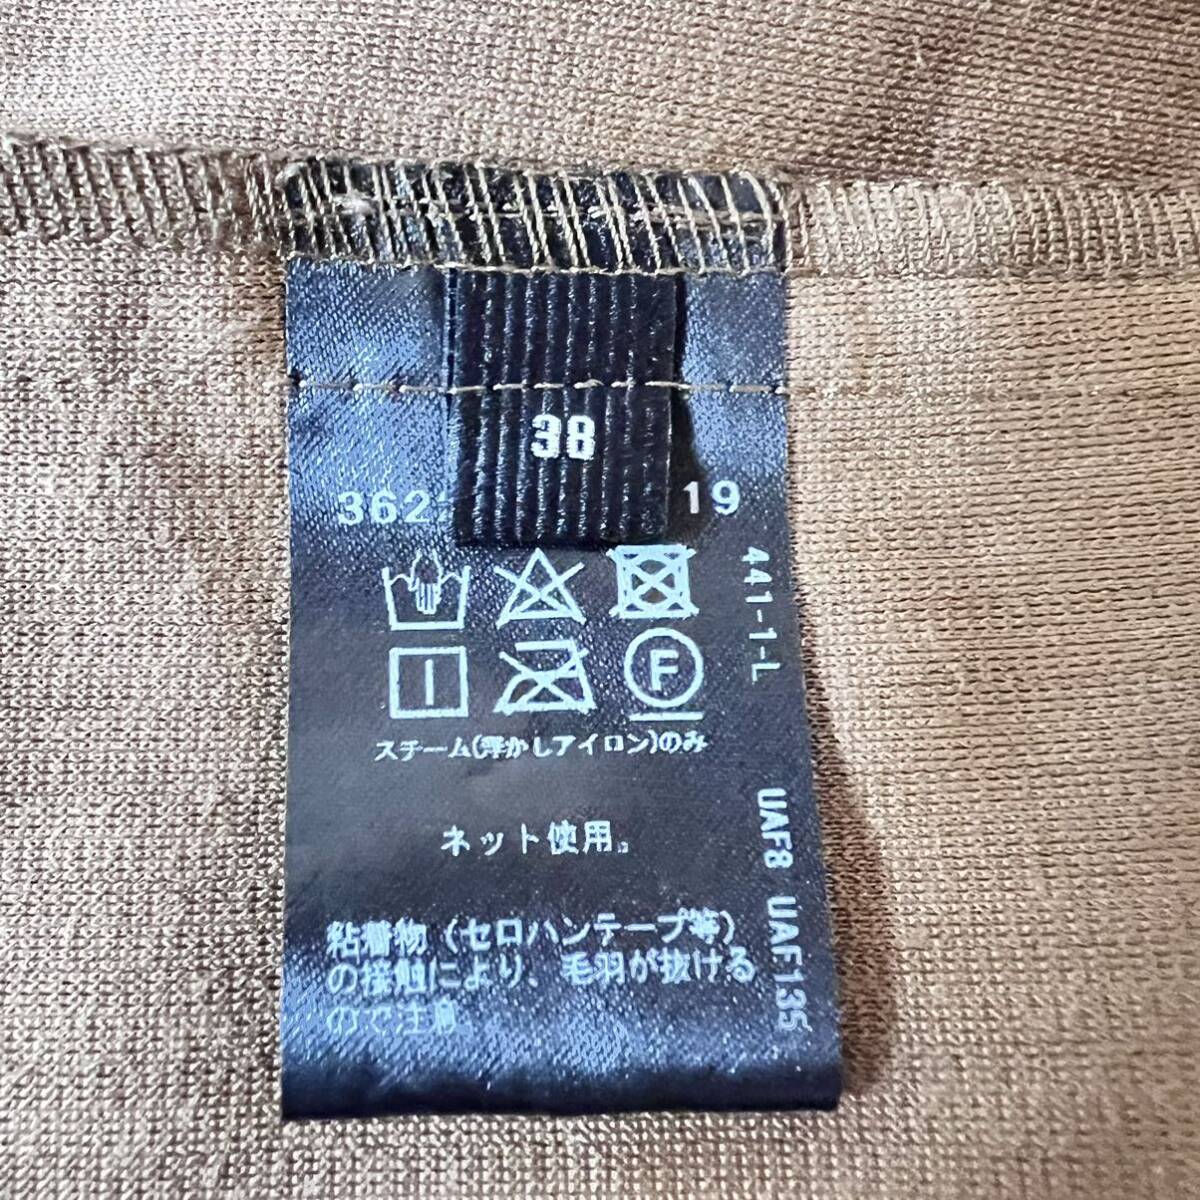 38
362
19
441-1-L
F
スチーム(浮かしアイロン)のみ
ネット使用。
UAF8 UAF135
粘着物（セロハンテープ等）
の接触により、毛羽が抜ける
ので注意